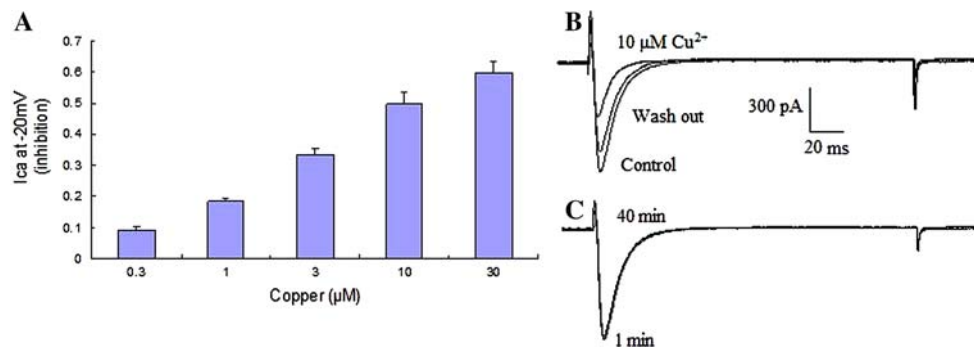 A
Ica at -20mV
(inhibition)
0.7
0.6
0.5
0.4
0.3
0.2
0.1
0
0.3
1
3
10
30
Copper (µM)
B
10 µM Cu²⁺
300 pA
20 ms
Wash out
Control
C
40 min
1 min